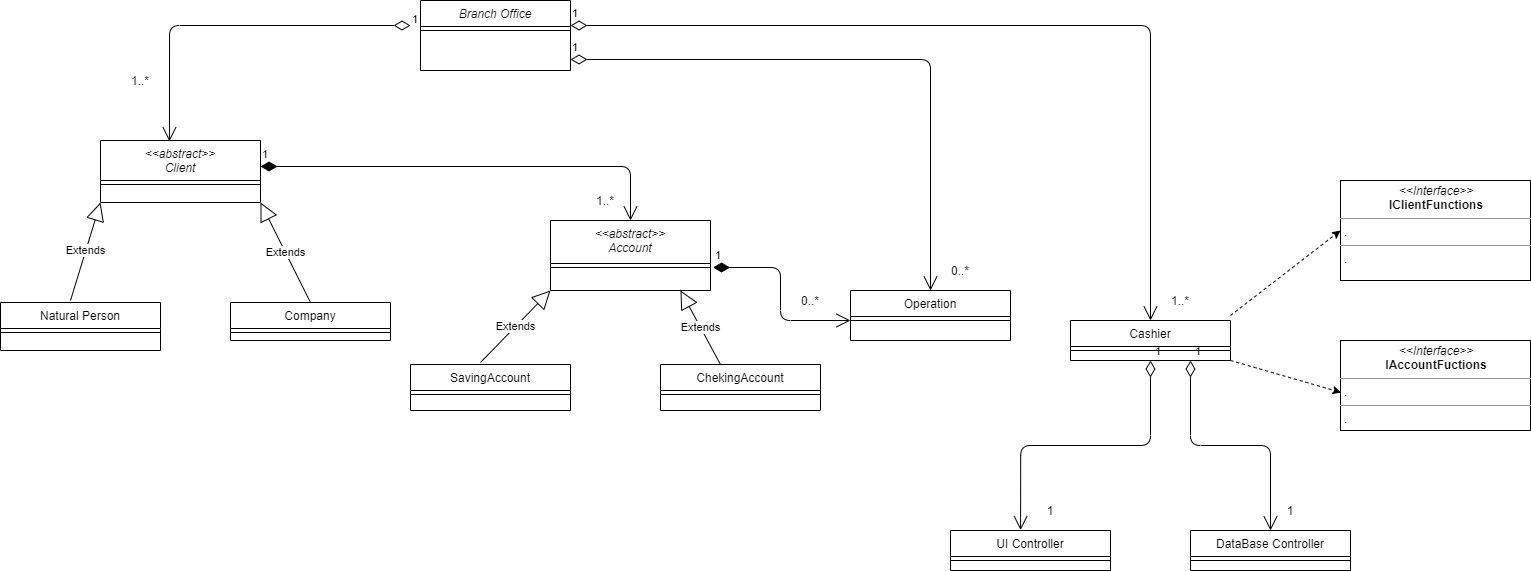 Branch Office
1
1
1
1..*
<<abstract>>
Client
1
1..*
<<abstract>>
Account
1
0..*
0..*
1..*
<<Interface>>
IClientFunctions
.
.
Extends
Extends
Natural Person
Company
Extends
Extends
Operation
Cashier
1
1
<<Interface>>
IAccountFuctions
.
.
SavingAccount
ChekingAccount
1
1
UI Controller
DataBase Controller